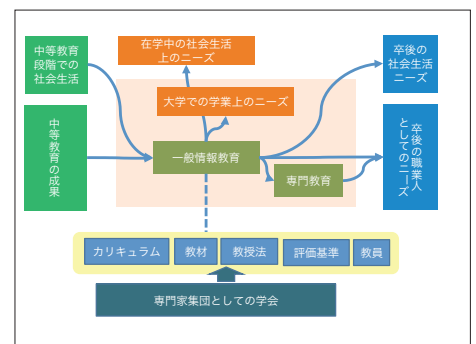 中等教育
段階での
社会生活
在学中の社会生活
上のニーズ
卒後の
社会生活
ニーズ
大学での学業上のニーズ
中等教育の成果
一般情報教育
専門教育
卒後の職業人
としてのニーズ
カリキュラム
教材
教授法
評価基準
教員
専門家集団としての学会